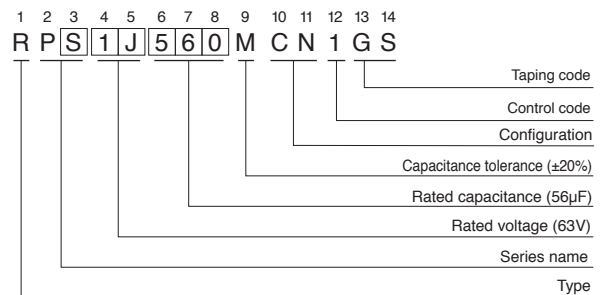 1 2 3 4 5 6 7 8 9 10 11 12 13 14
R P S 1 J 5 6 0 M C N 1 G S
Taping code
Control code
Configuration
Capacitance tolerance (±20%)
Rated capacitance (56µF)
Rated voltage (63V)
Series name
Type